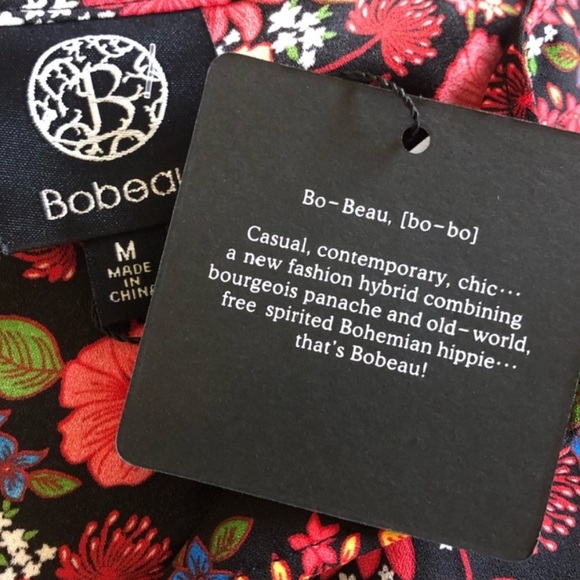 B
Bobeau
M
MADE
IN
CHINA
Bo-Beau, [bo-bo]
Casual, contemporary, chic...
a new fashion hybrid combining
bourgeois panache and old-world,
free spirited Bohemian hippie...
that's Bobeau!